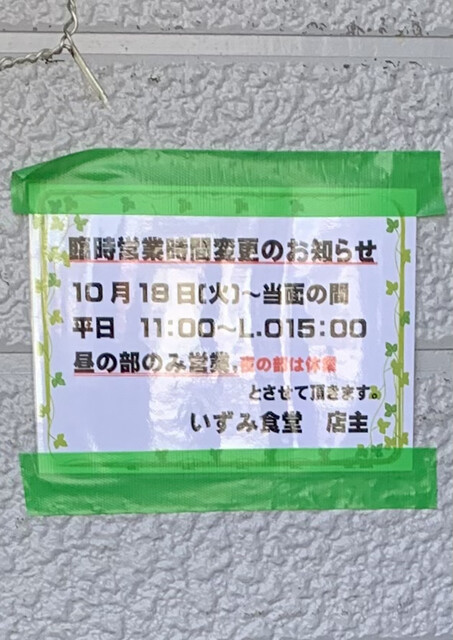 臨時営業時間変更のお知らせ
10月18日(火)~当面の間
平日 11:00~L.O15:00
昼の部のみ営業,夜の部は休業
とさせて頂きます。
いずみ食堂 店主